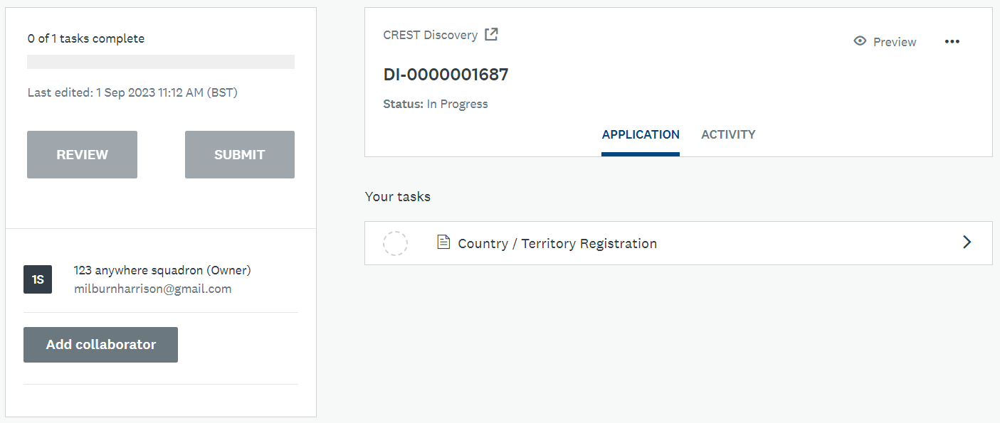 0 of 1 tasks complete
Last edited: 1 Sep 2023 11:12 AM (BST)
REVIEW
SUBMIT
1S
123 anywhere squadron (Owner)
milburnharrison@gmail.com
Add collaborator
CREST Discovery
Preview
DI-0000001687
Status: In Progress
APPLICATION
ACTIVITY
Your tasks
Country / Territory Registration